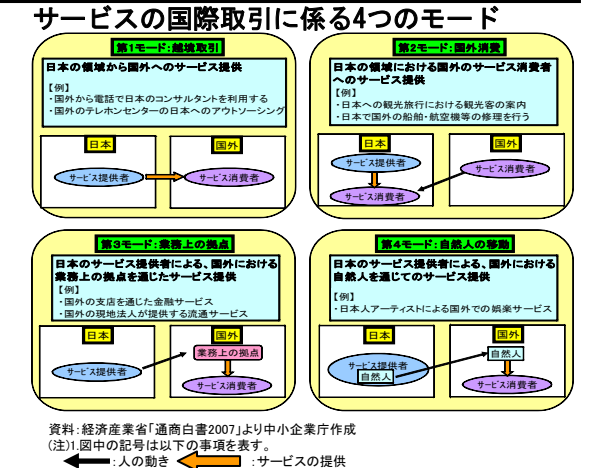 サービスの国際取引に係る4つのモード
第1モード:越境取引
日本の領域から国外へのサービス提供
【例】
・国外から電話で日本のコンサルタントを利用する
・国外のテレホンセンターの日本へのアウトソーシング
日本
国外
サービス提供者
サービス消費者
第2モード:国外消費
日本の領域における国外のサービス消費者
へのサービス提供
【例】
・日本への観光旅行における観光客の案内
・日本で国外の船舶・航空機等の修理を行う
日本
国外
サービス提供者
サービス消費者
サービス消費者
第3モード:業務上の拠点
日本のサービス提供者による、国外における
業務上の拠点を通じたサービス提供
【例】
・国外の支店を通じた金融サービス
・国外の現地法人が提供する流通サービス
日本
国外
業務上の拠点
サービス提供者
サービス消費者
第4モード:自然人の移動
日本のサービス提供者による、国外における
自然人を通じてのサービス提供
【例】
・日本人アーティストによる国外での娯楽サービス
日本
国外
自然人
サービス提供者
自然人
サービス消費者
資料:経済産業省「通商白書2007」より中小企業庁作成
(注)1.図中の記号は以下の事項を表す。
:人の動き
:サービスの提供